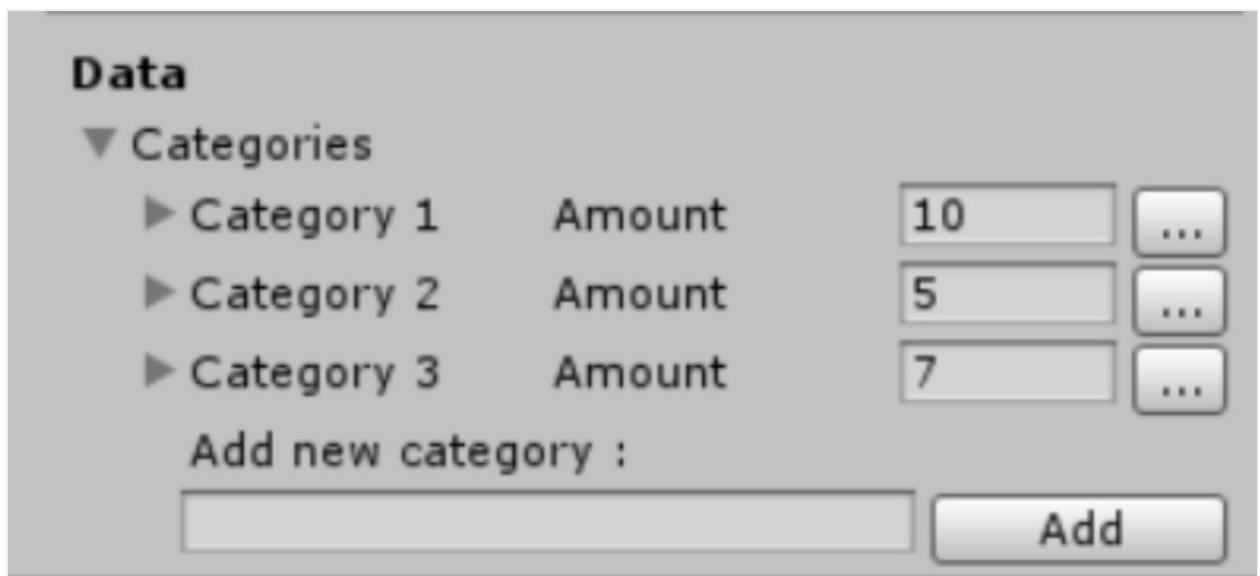 Data
Categories
Category 1 Amount 10 ...
Category 2 Amount 5 ...
Category 3 Amount 7 ...
Add new category :
Add